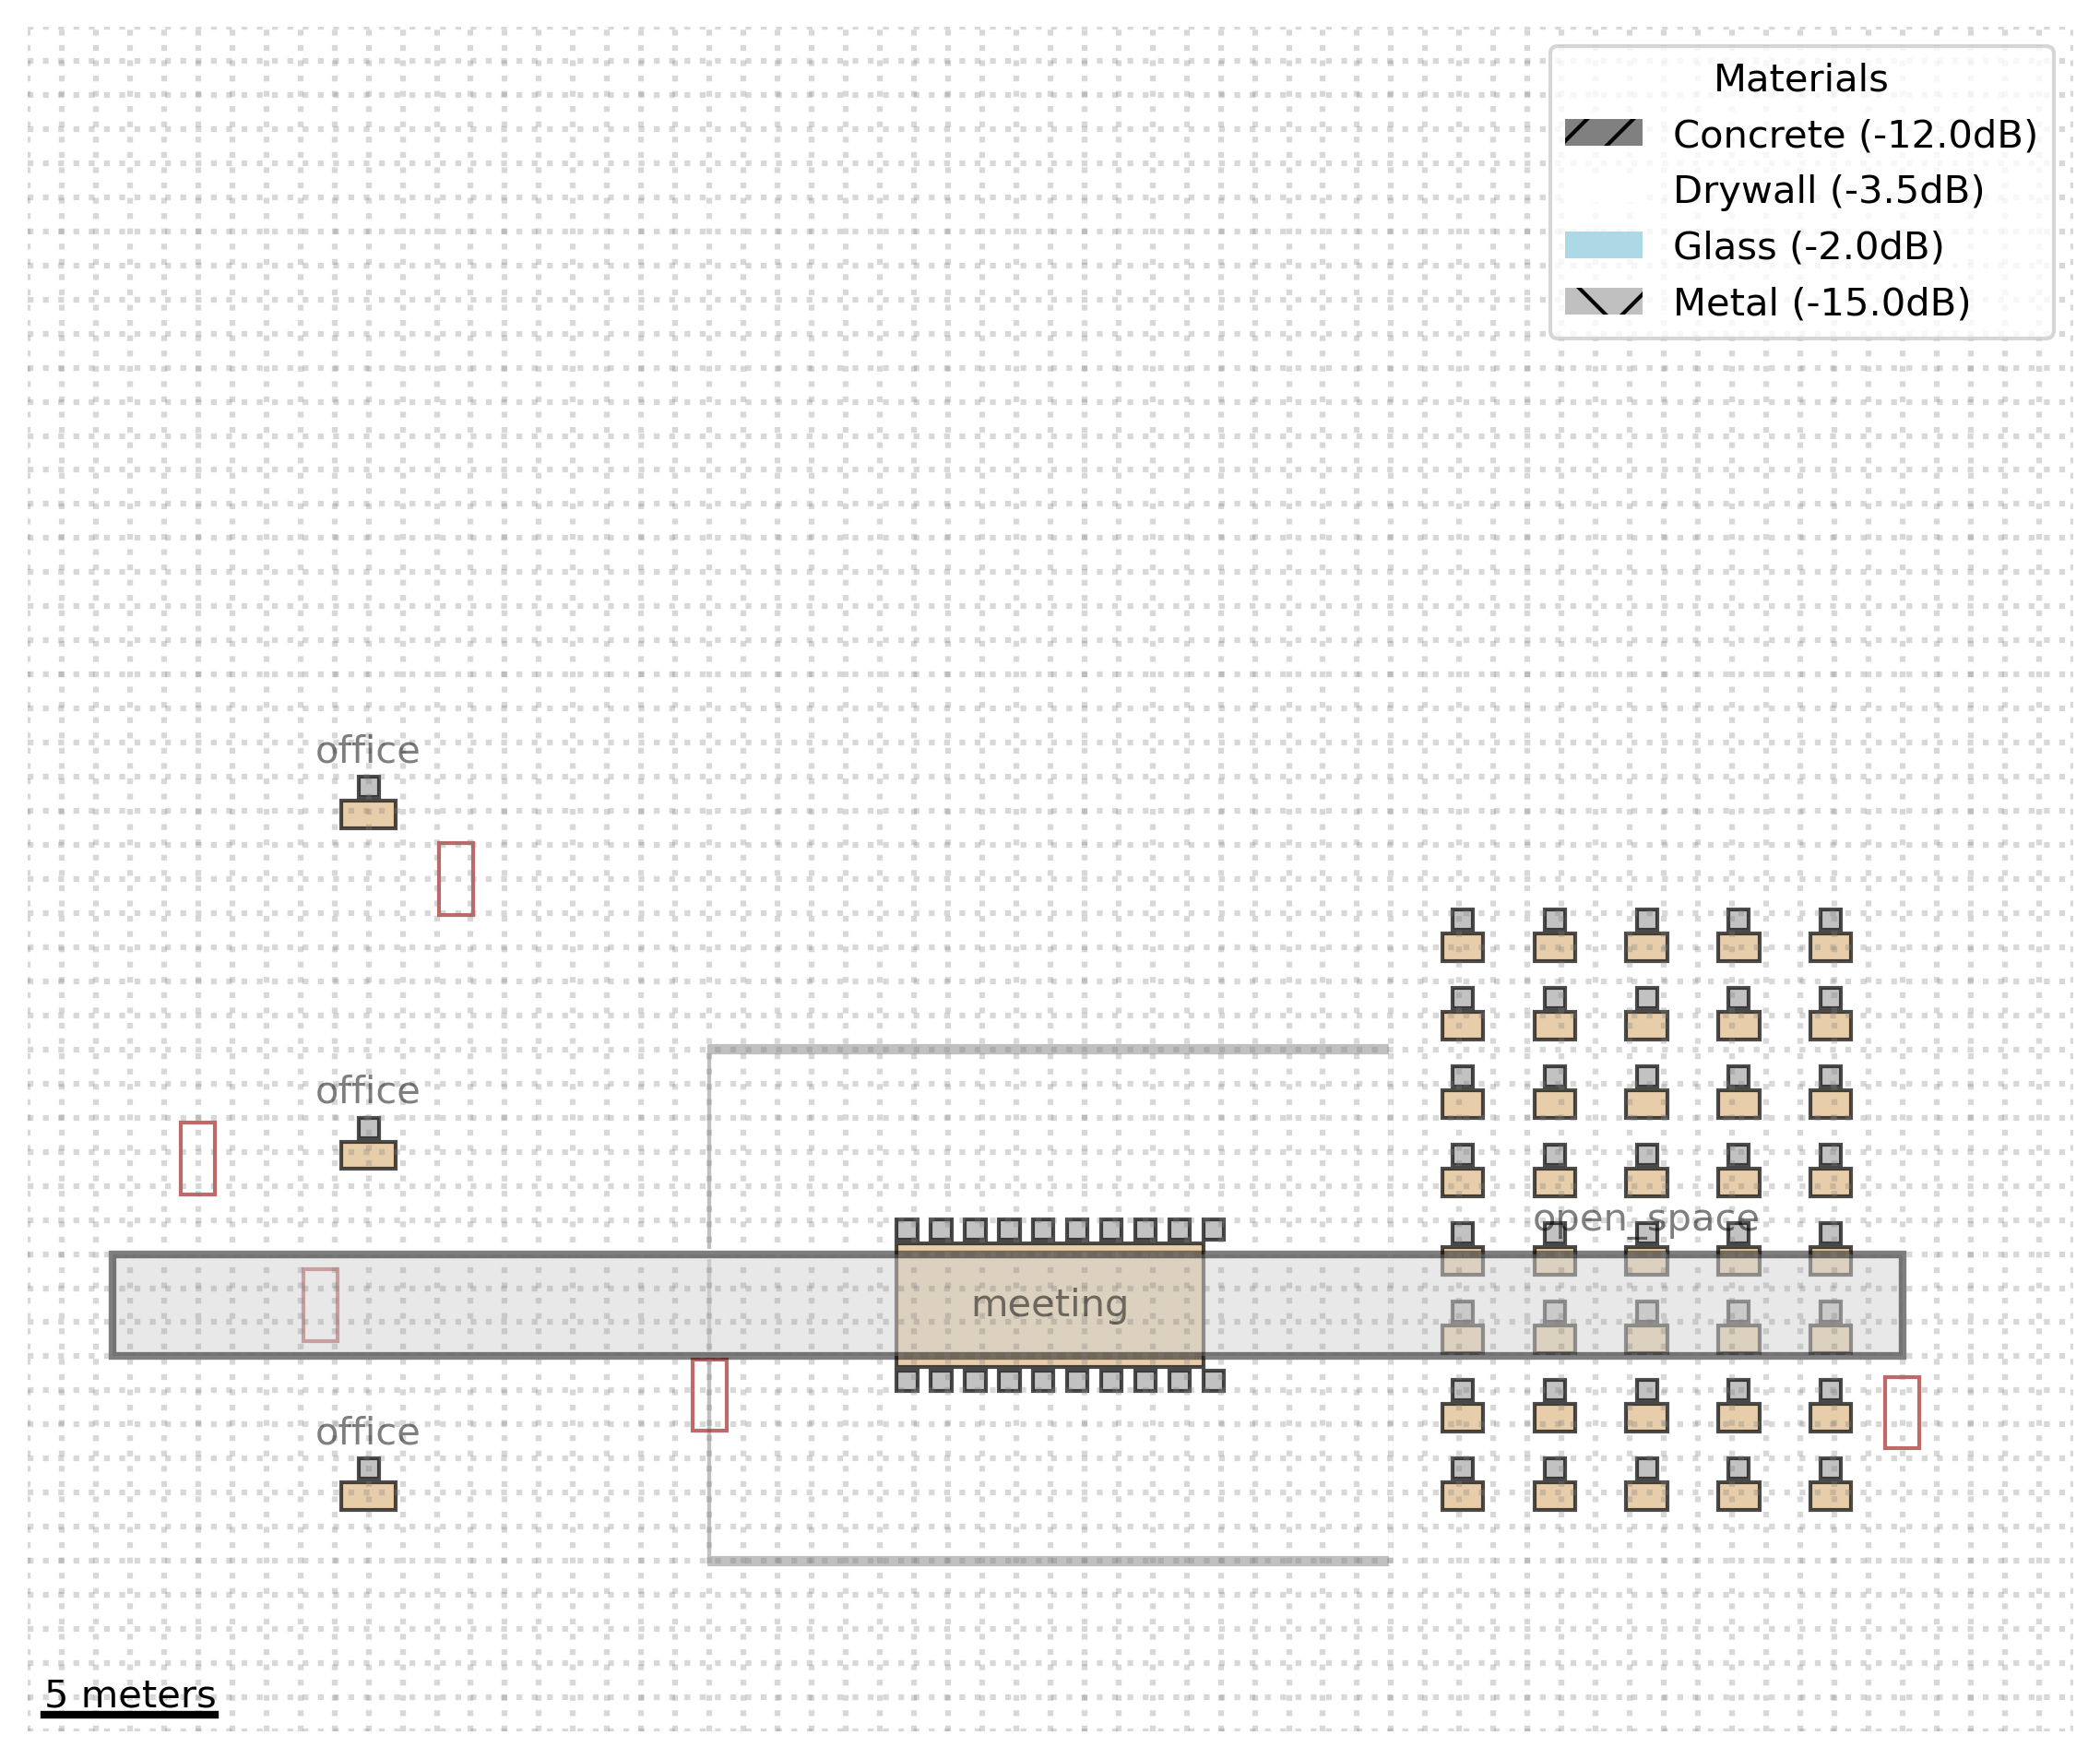 Materials
Concrete (-12.0dB)
Drywall (-3.5dB)
Glass (-2.0dB)
Metal (-15.0dB)
office
office
open_space
meeting
office
5 meters